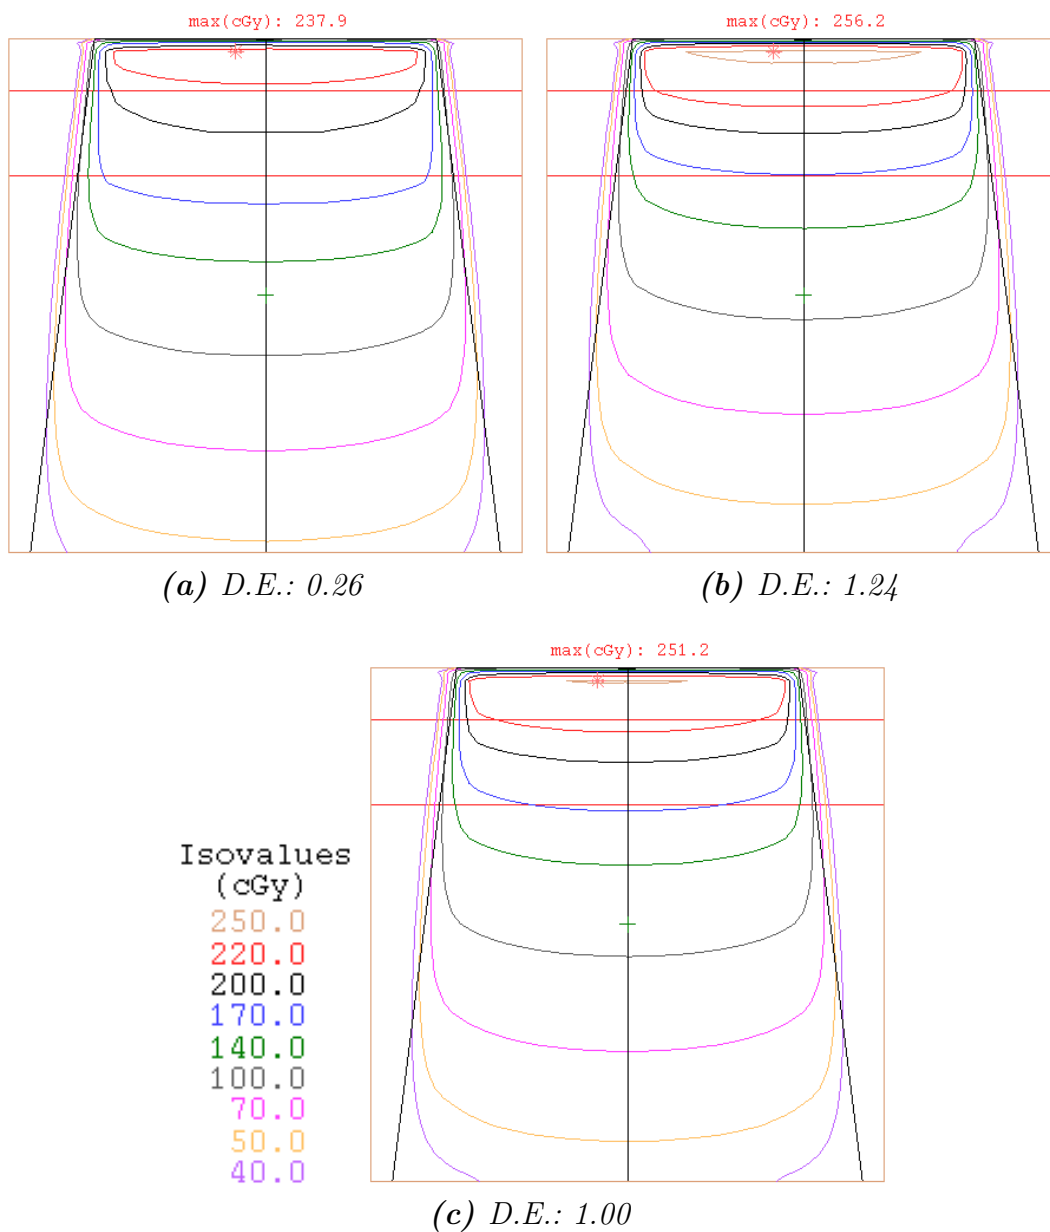 max(cGy): 237.9
max(cGy): 256.2
(a) D.E.: 0.26
(b) D.E.: 1.24
max(cGy): 251.2
Isovalues
(cGy)
250.0
220.0
200.0
170.0
140.0
100.0
70.0
50.0
40.0
(c) D.E.: 1.00